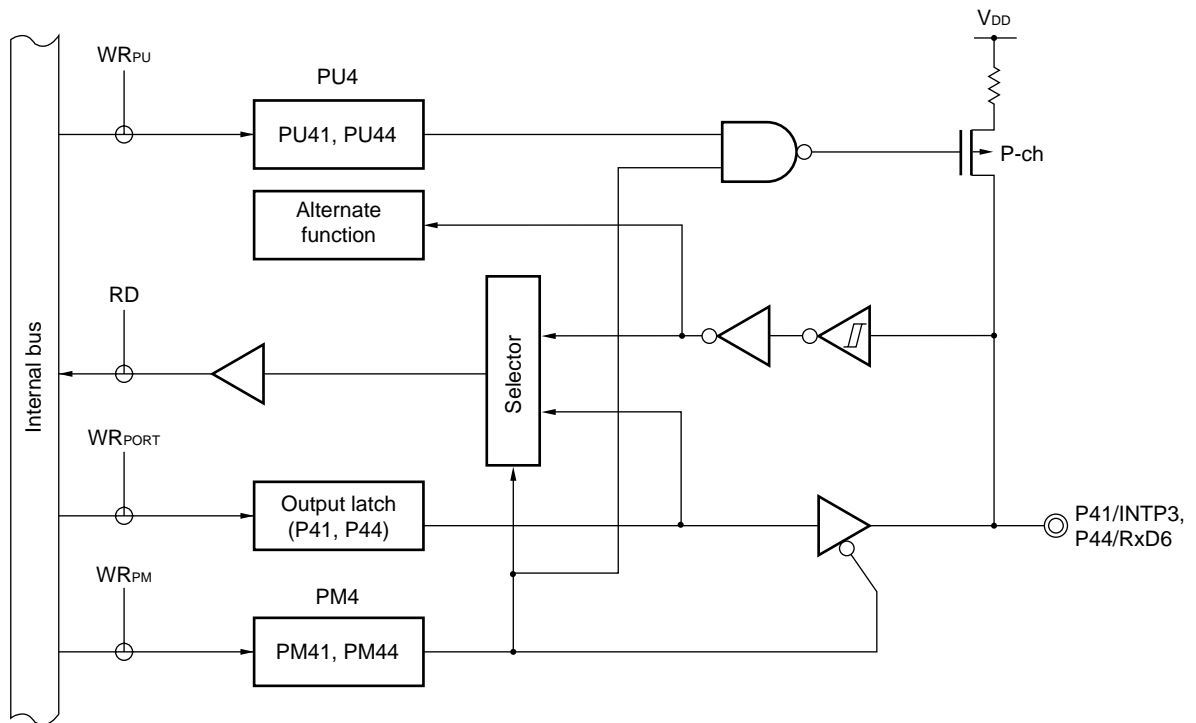 VDD
WRPU
PU4
PU41, PU44
P-ch
Alternate
function
RD
Internal bus
Selector
WRPORT
Output latch
(P41, P44)
P41/INTP3,
P44/RxD6
WRPM
PM4
PM41, PM44